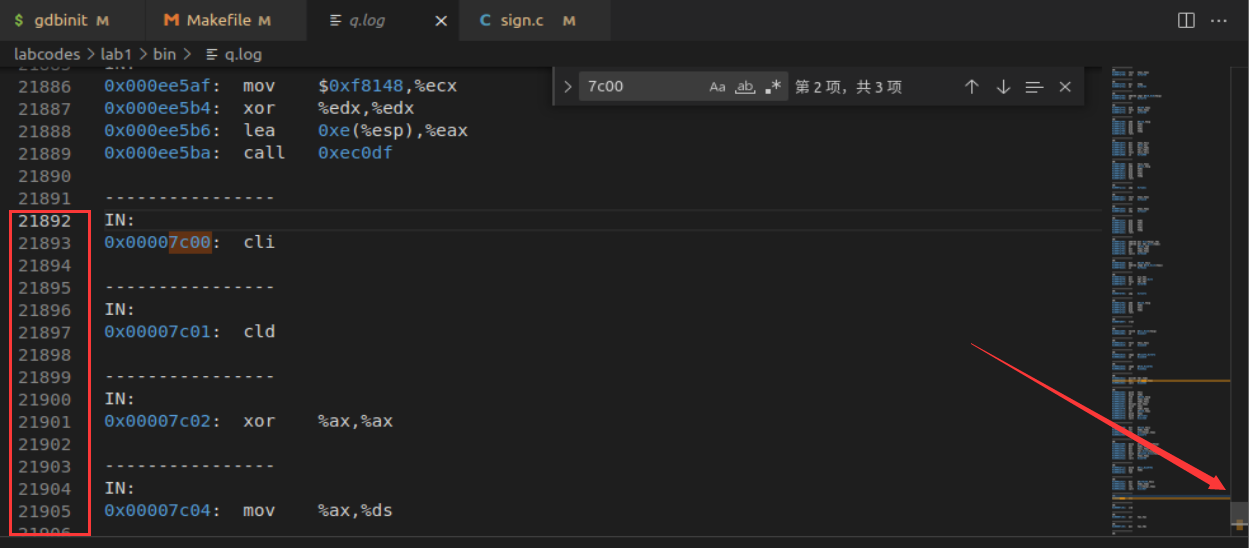 gdbinit M Makefile M q.log sign.c M
labcodes > lab1 > bin > q.log
21885 IN:
21886 0x000ee5af: mov $0xf8148,%ecx
21887 0x000ee5b4: xor %edx,%edx
21888 0x000ee5b6: lea 0xe(%esp),%eax
21889 0x000ee5ba: call 0xec0df
21890
21891 ----------------
21892 IN:
21893 0x00007c00: cli
21894
21895 ----------------
21896 IN:
21897 0x00007c01: cld
21898
21899 ----------------
21900 IN:
21901 0x00007c02: xor %ax,%ax
21902
21903 ----------------
21904 IN:
21905 0x00007c04: mov %ax,%ds
21906
7c00 Aa ab .* 第 2 项，共 3 项